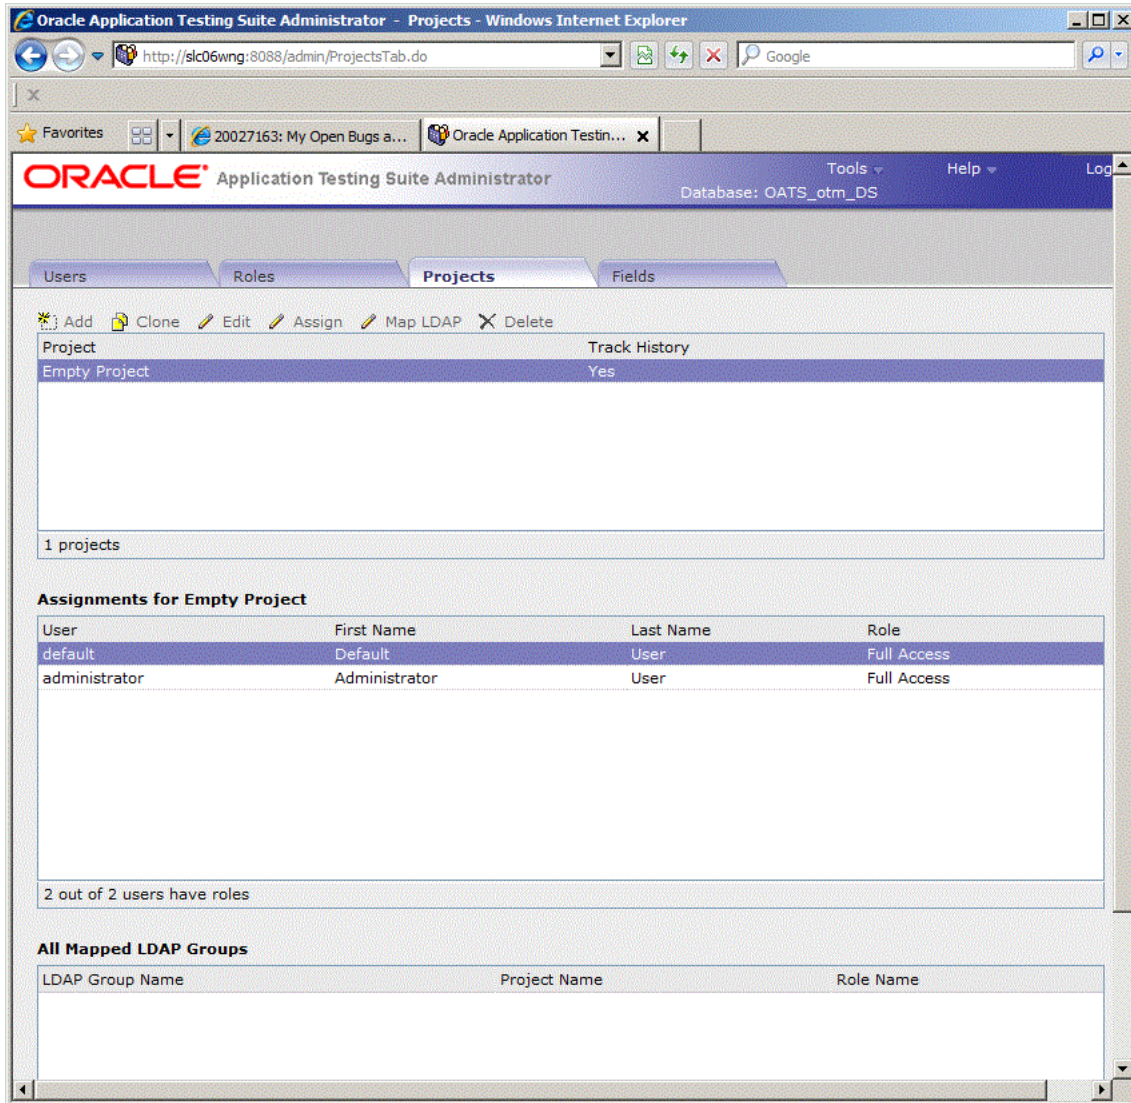 Oracle Application Testing Suite Administrator - Projects - Windows Internet Explorer
http://slc06wng:8088/admin/ProjectsTab.do Google
Favorites 20027163: My Open Bugs a... Oracle Application Testin...
ORACLE Application Testing Suite Administrator Tools Help Log
Database: OATS_otm_DS
Users Roles Projects Fields
Add Clone Edit Assign Map LDAP Delete
Project Track History
Empty Project Yes
1 projects
Assignments for Empty Project
User First Name Last Name Role
default Default User Full Access
administrator Administrator User Full Access
2 out of 2 users have roles
All Mapped LDAP Groups
LDAP Group Name Project Name Role Name